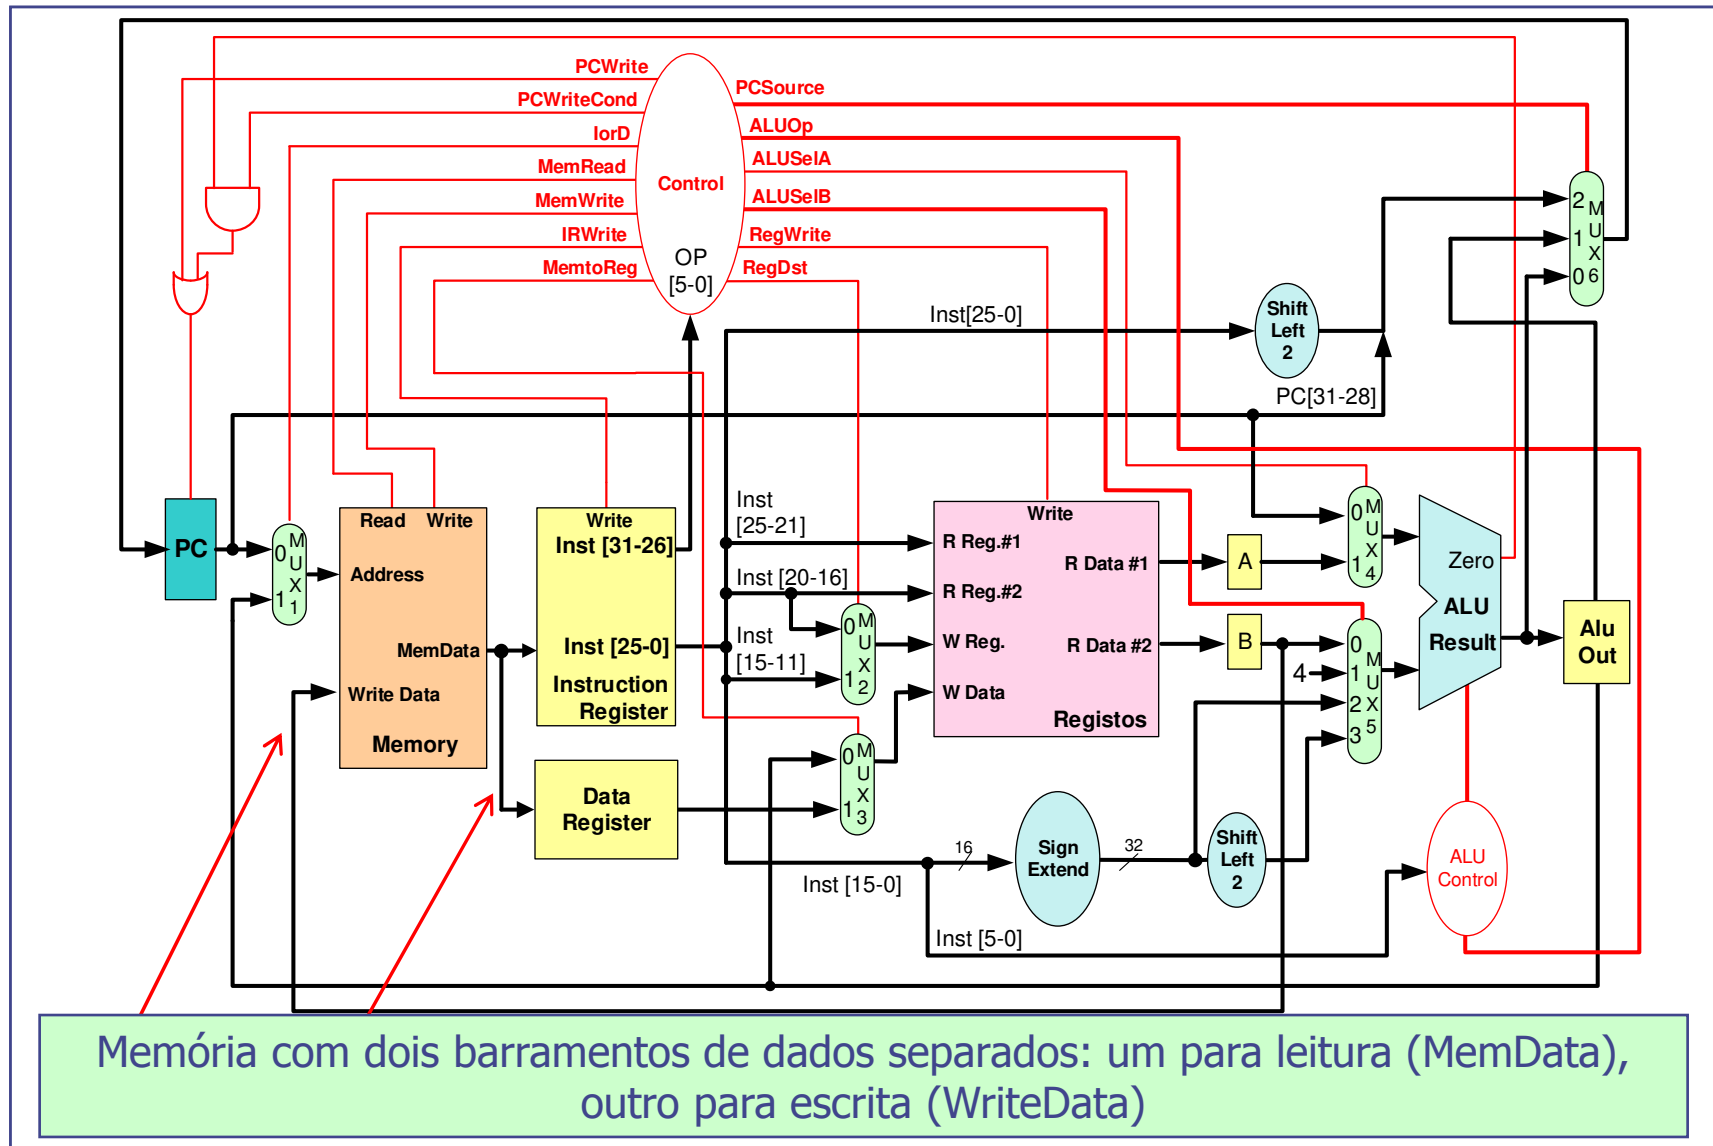 PCWrite
PCWriteCond
IorD
MemRead
MemWrite
IRWrite
MemtoReg
Control
OP
[5-0]
PCSource
ALUOp
ALUSelA
ALUSelB
RegWrite
RegDst
2
1
0
M
U
X
6
Inst[25-0]
Shift
Left
2
PC[31-28]
PC
0
1
M
U
X
1
Read Write
Address
MemData
Write Data
Memory
Write
Inst [31-26]
Inst [25-0]
Instruction
Register
Data
Register
Inst
[25-21]
Inst [20-16]
Inst
[15-11]
0
1
M
U
X
2
0
1
M
U
X
3
Write
R Reg.#1
R Data #1
R Reg.#2
W Reg.
R Data #2
W Data
Registos
A
B
4
0
1
M
U
X
4
0
1
2
3
M
U
X
5
Zero
ALU
Result
Alu
Out
Inst [15-0]
16
Sign
Extend
32
Shift
Left
2
ALU
Control
Inst [5-0]
Memória com dois barramentos de dados separados: um para leitura (MemData),
outro para escrita (WriteData)